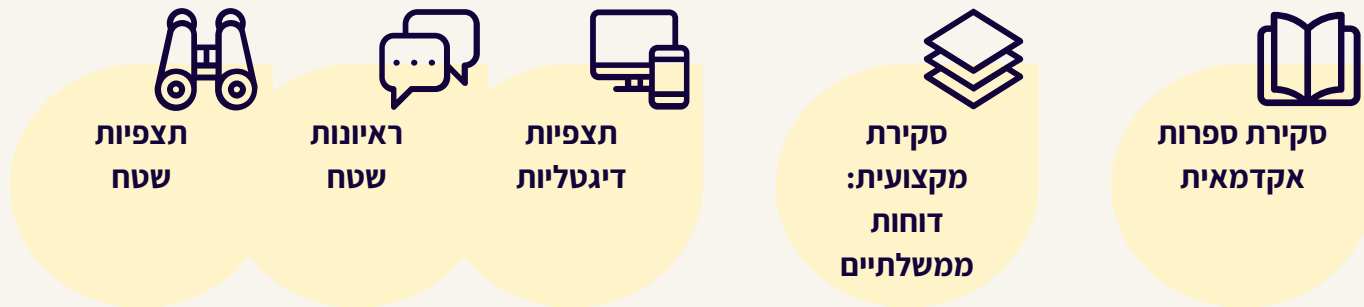 סקירת ספרות
אקדמאית
סקירת
מקצועית:
דוחות
ממשלתיים
תצפיות
דיגטליות
ראיונות
שטח
תצפיות
שטח